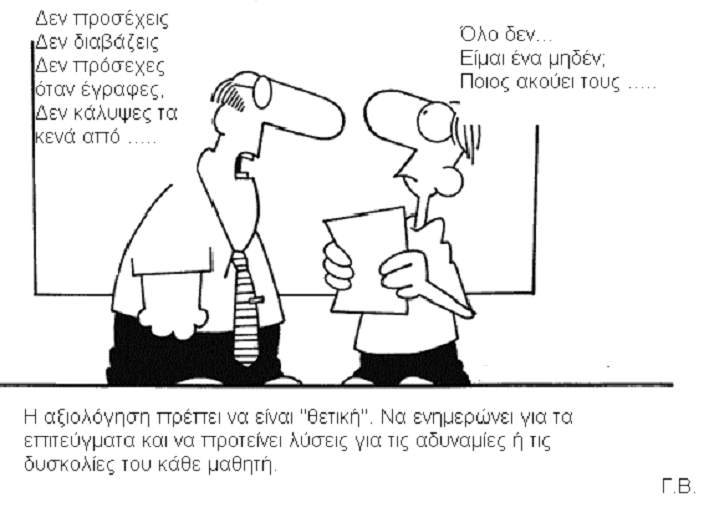 Δεν προσέχεις
Δεν διαβάζεις
Δεν πρόσεχες
όταν έγραφες,
Δεν κάλυψες τα
κενά από .....
Όλο δεν...
Είμαι ένα μηδέν;
Ποιος ακούει τους .....
Η αξιολόγηση πρέπει να είναι "θετική". Να ενημερώνει για τα
επιτεύγματα και να προτείνει λύσεις για τις αδυναμίες ή τις
δυσκολίες του κάθε μαθητή.
Γ.Β.